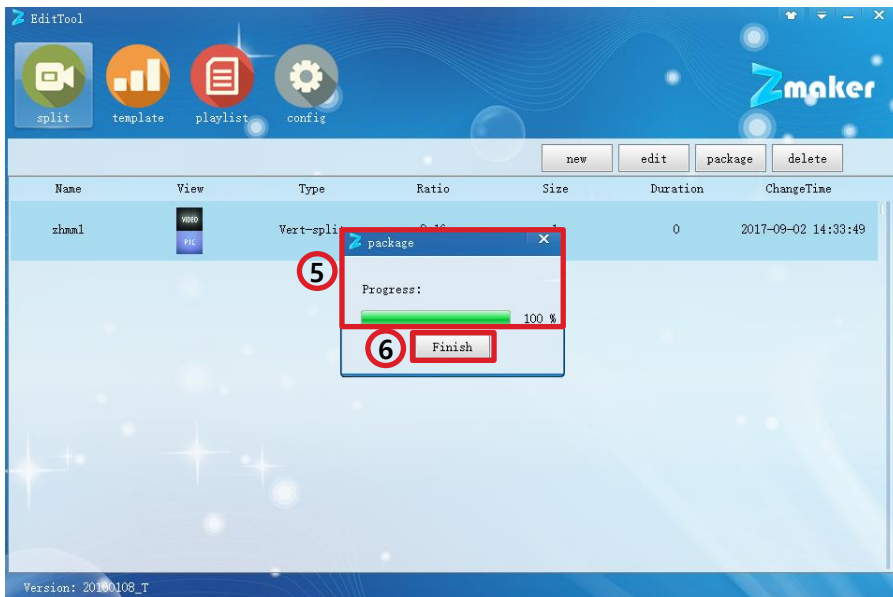 EditTool
Zmaker
split template playlist config
new edit package delete
Name View Type Ratio Size Duration ChangeTime
zhmm1 VIDEO PIC Vert-split 0 2017-09-02 14:33:49
package
5
Progress:
100 %
6 Finish
Version: 20180108_T